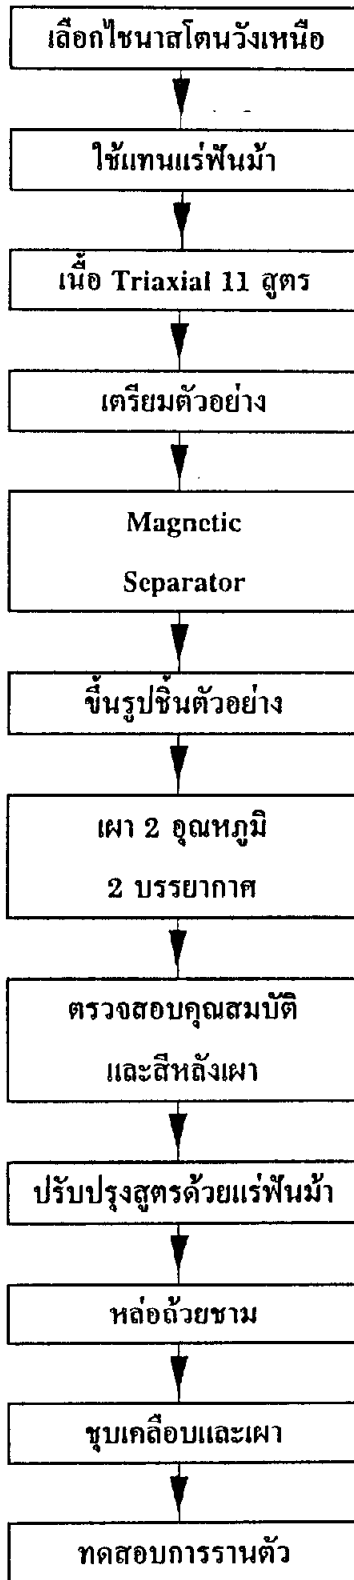 เลือกไชนาสโตนวังเหนือ
ใช้แทนแร่ฟันม้า
เนื้อ Triaxial 11 สูตร
เตรียมตัวอย่าง
Magnetic
Separator
ขึ้นรูปชิ้นตัวอย่าง
เผา 2 อุณหภูมิ
2 บรรยากาศ
ตรวจสอบคุณสมบัติ
และสีหลังเผา
ปรับปรุงสูตรด้วยแร่ฟันม้า
หล่อถ้วยชาม
ชุบเคลือบและเผา
ทดสอบการรานตัว